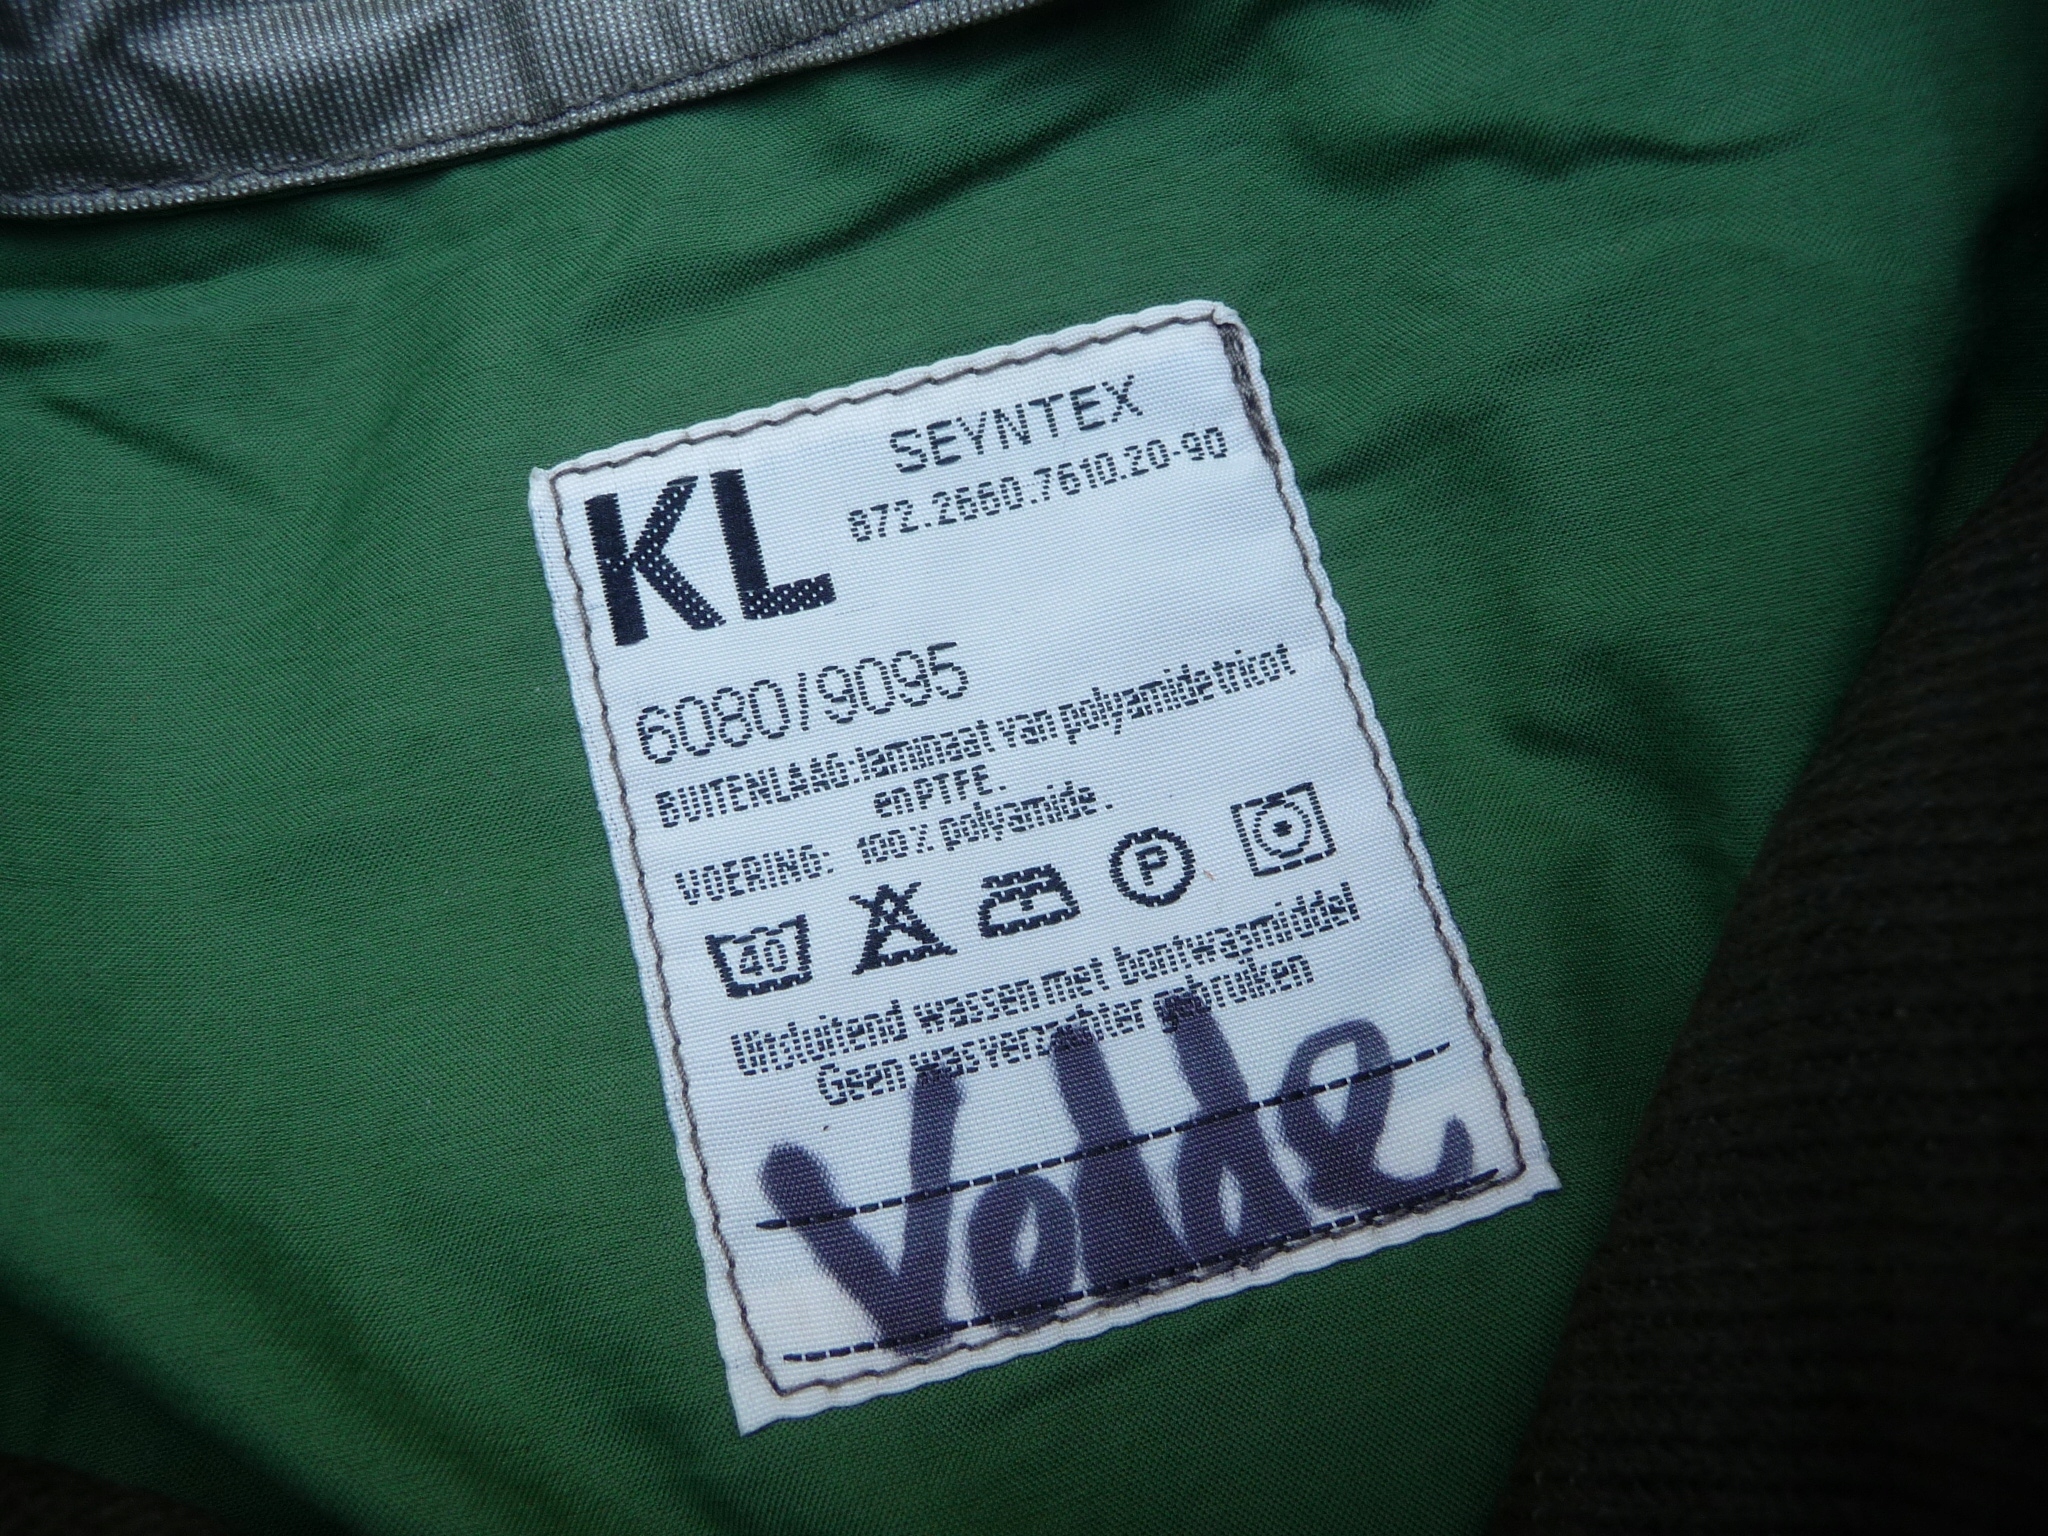 SEYNTEX
KL 872.2660.7610.20-90
6080/9095
BUITENLAAG: laminaat van polyamide tricot
en PTFE.
VOERING: 100% polyamide.
40 P
Uitsluitend wassen met bontwasmiddel
Geen wasverzachter gebruiken
Velde